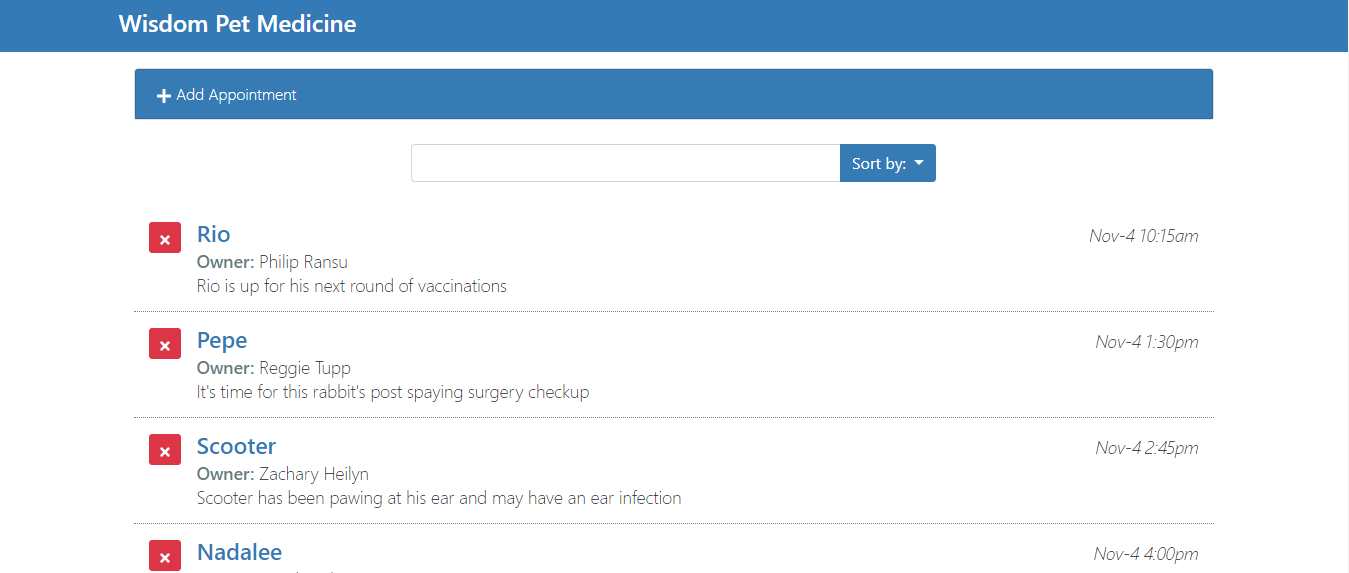 Wisdom Pet Medicine
Add Appointment
Sort by:
Rio
Nov-4 10:15am
Owner: Philip Ransu
Rio is up for his next round of vaccinations
Pepe
Nov-4 1:30pm
Owner: Reggie Tupp
It's time for this rabbit's post spaying surgery checkup
Scooter
Nov-4 2:45pm
Owner: Zachary Heilyn
Scooter has been pawing at his ear and may have an ear infection
Nadalee
Nov-4 4:00pm